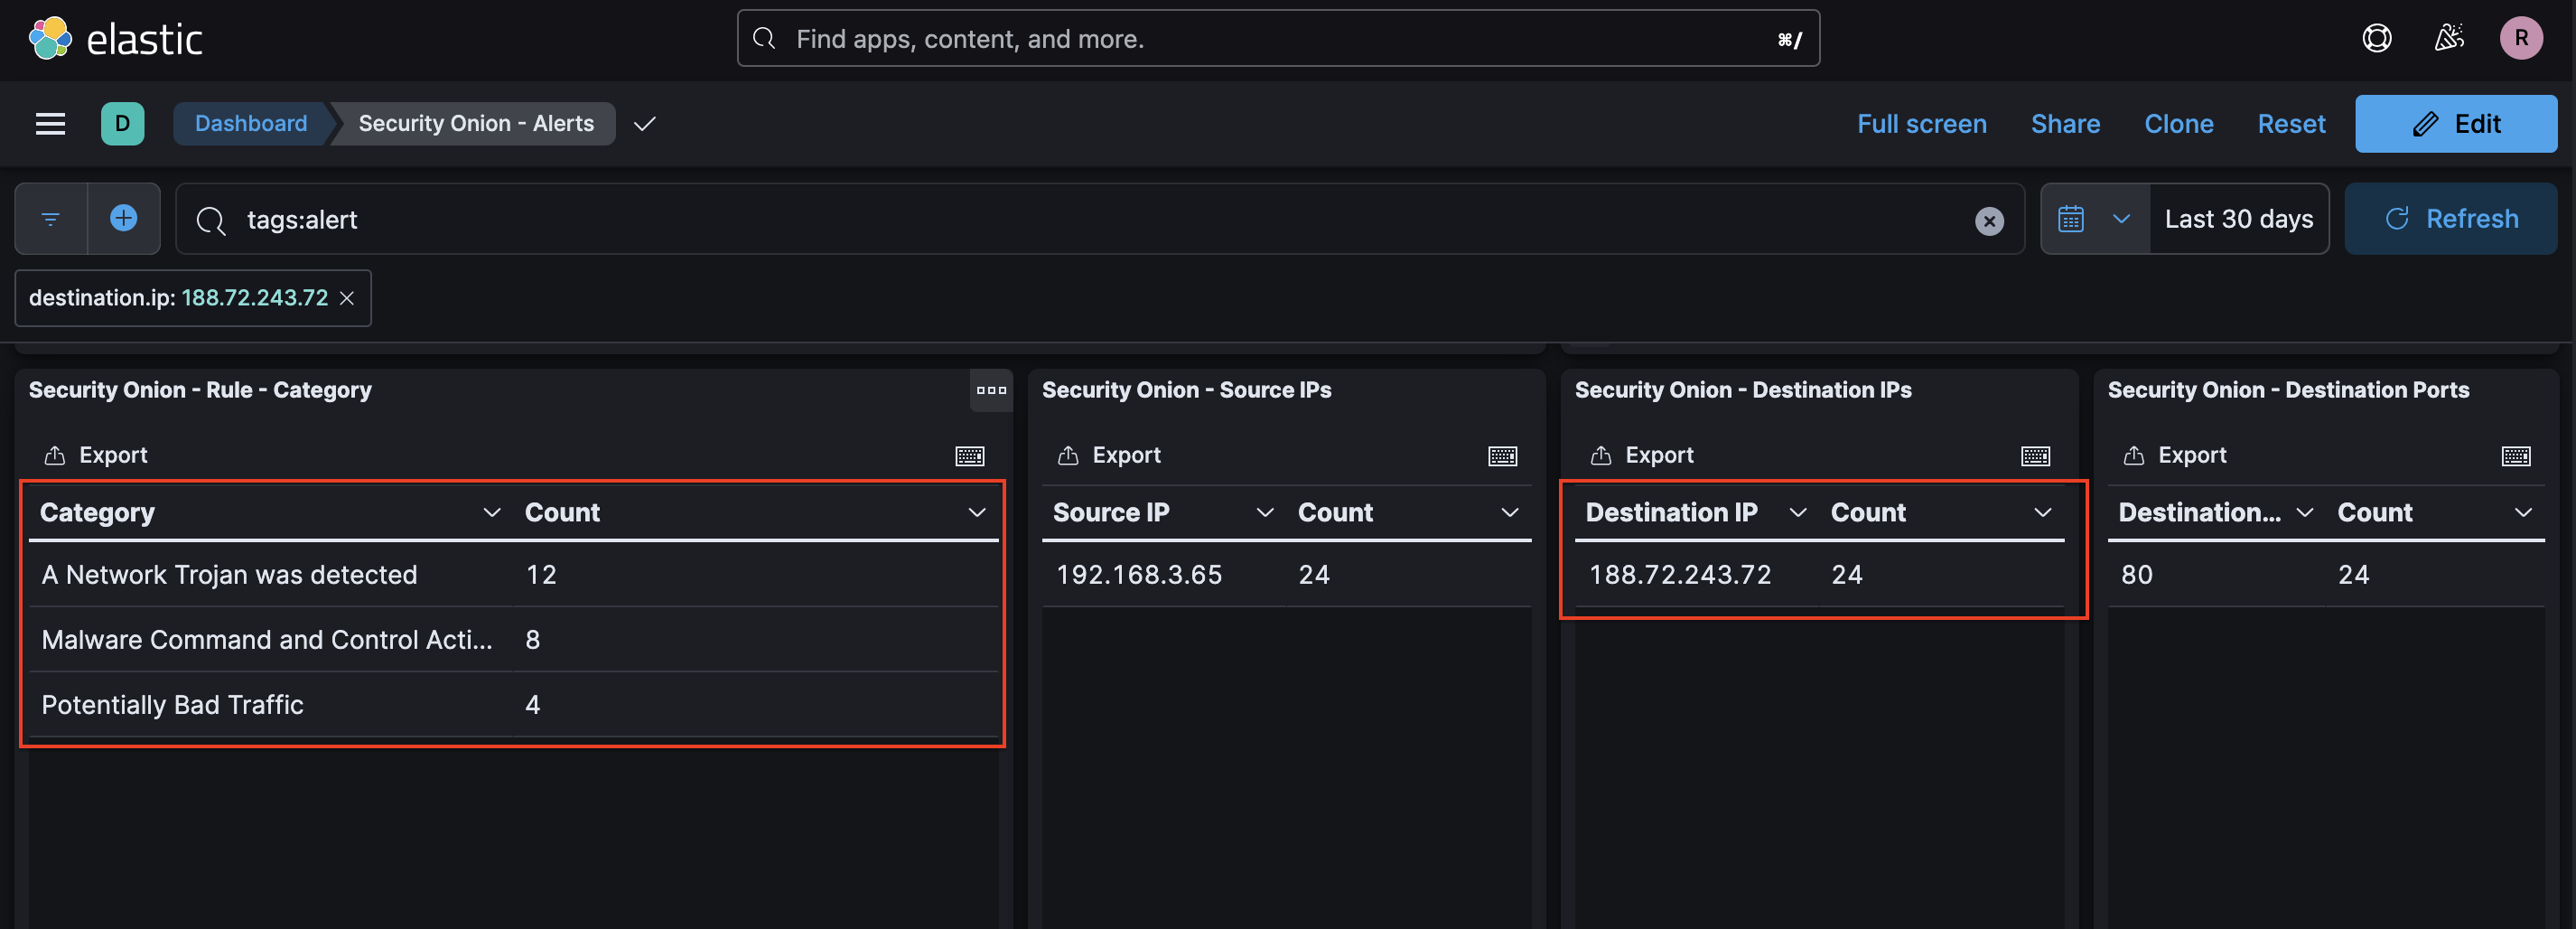 elastic
Find apps, content, and more.
⌘/
R
D
Dashboard
Security Onion - Alerts
Full screen
Share
Clone
Reset
Edit
tags:alert
Last 30 days
Refresh
destination.ip: 188.72.243.72
Security Onion - Rule - Category
Export
Category Count
A Network Trojan was detected 12
Malware Command and Control Acti... 8
Potentially Bad Traffic 4
Security Onion - Source IPs
Export
Source IP Count
192.168.3.65 24
Security Onion - Destination IPs
Export
Destination IP Count
188.72.243.72 24
Security Onion - Destination Ports
Export
Destination... Count
80 24